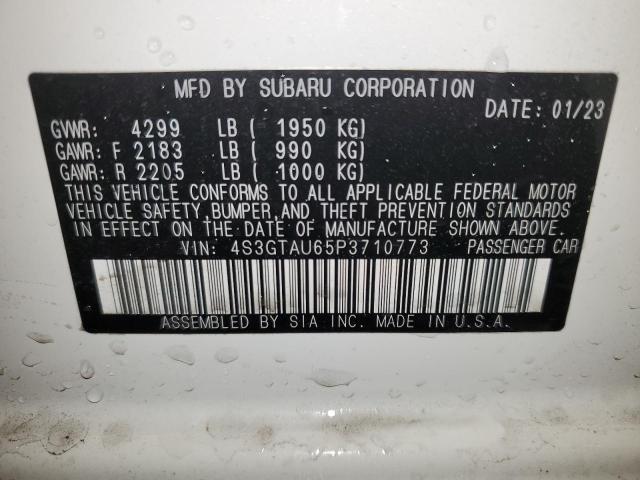 MFD BY SUBARU CORPORATION
DATE: 01/23
GVWR: 4299 LB ( 1950 KG)
GAWR: F 2183 LB ( 990 KG)
GAWR: R 2205 LB ( 1000 KG)
THIS VEHICLE CONFORMS TO ALL APPLICABLE FEDERAL MOTOR
VEHICLE SAFETY, BUMPER, AND THEFT PREVENTION STANDARDS
IN EFFECT ON THE DATE OF MANUFACTURE SHOWN ABOVE.
VIN: 4S3GTAU65P3710773 PASSENGER CAR
ASSEMBLED BY SIA INC. MADE IN U.S.A.